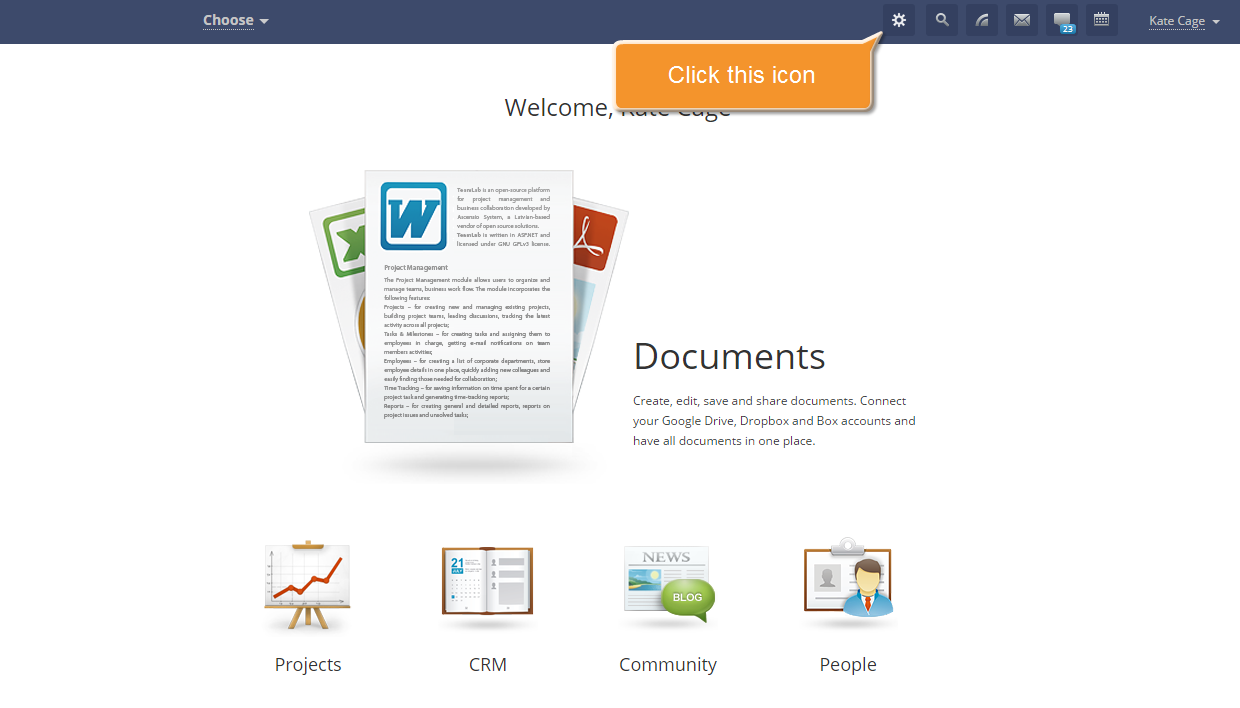 Choose
23
Kate Cage
Click this icon
Welcome, Kate Cage
TeamLab is an open-source platform
for project management and
business collaboration developed by
Ascensio System, a Latvian-based
vendor of open source solutions.
TeamLab is written in ASP.NET and
licensed under GNU GPLv3 license.
W
X
Project Management
The Project Management module allows users to organize and
manage teams, business work flow. The module incorporates the
following features:
Projects – for creating new and managing existing projects,
building project teams, leading discussions, tracking the latest
activity across all projects;
Tasks & Milestones – for creating tasks and assigning them to
employees in charge, getting e-mail notifications on team
members activities;
Employees – for creating a list of corporate departments, store
employee details in one place, quickly adding new colleagues and
easily finding those needed for collaboration;
Time Tracking – for saving information on time spent for a certain
project task and generating time-tracking reports;
Reports – for creating general and detailed reports, reports on
project issues and unsolved tasks;
Documents
Create, edit, save and share documents. Connect
your Google Drive, Dropbox and Box accounts and
have all documents in one place.
21
JULY
NEWS
BLOG
Projects
CRM
Community
People